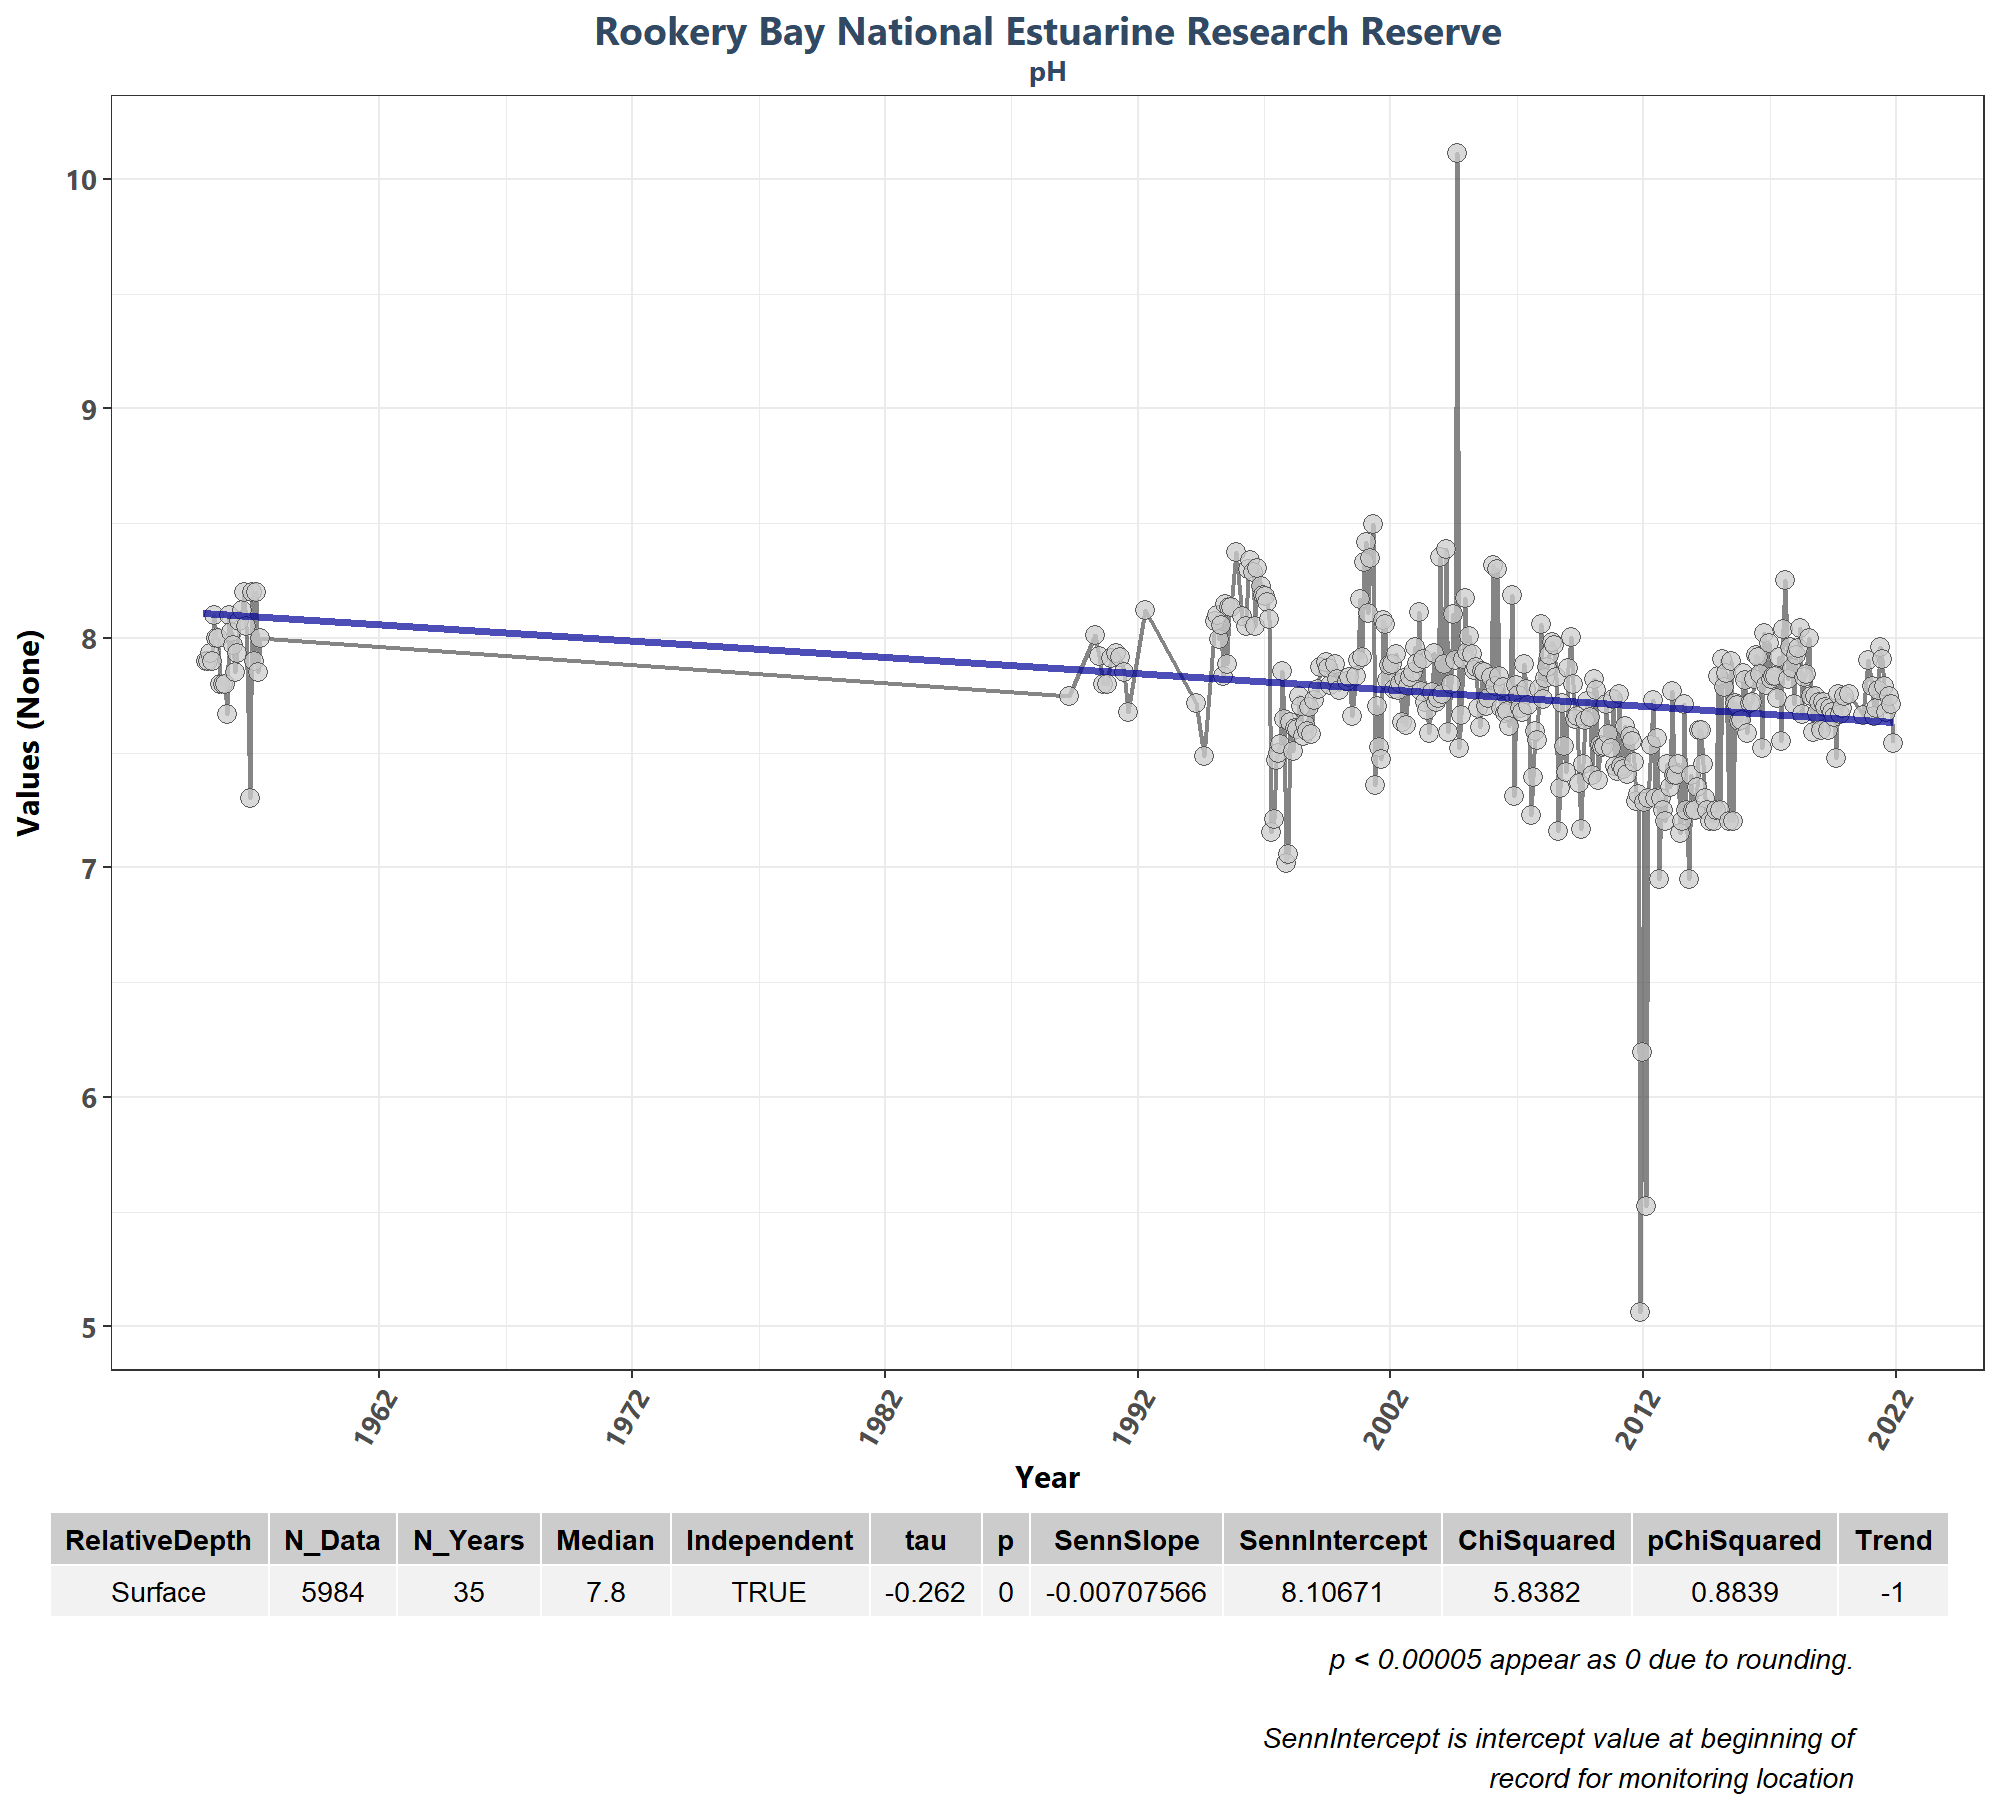 Rookery Bay National Estuarine Research Reserve
pH
Values (None)
10
9
8
7
6
5
1962 1972 1982 1992 2002 2012 2022
Year
RelativeDepth N_Data N_Years Median Independent tau p SennSlope SennIntercept ChiSquared pChiSquared Trend
Surface 5984 35 7.8 TRUE -0.262 0 -0.00707566 8.10671 5.8382 0.8839 -1
p < 0.00005 appear as 0 due to rounding.
SennIntercept is intercept value at beginning of
record for monitoring location